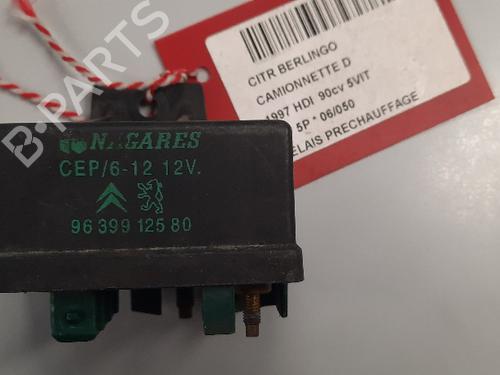 CITR BERLINGO
CAMIONNETTE D
1997 HDI 90cv 5VIT
5P * 06/050
ELAIS PRECHAUFFAGE
NAGARES
CEP/6-12 12V.
96 399 125 80
B-PARTS